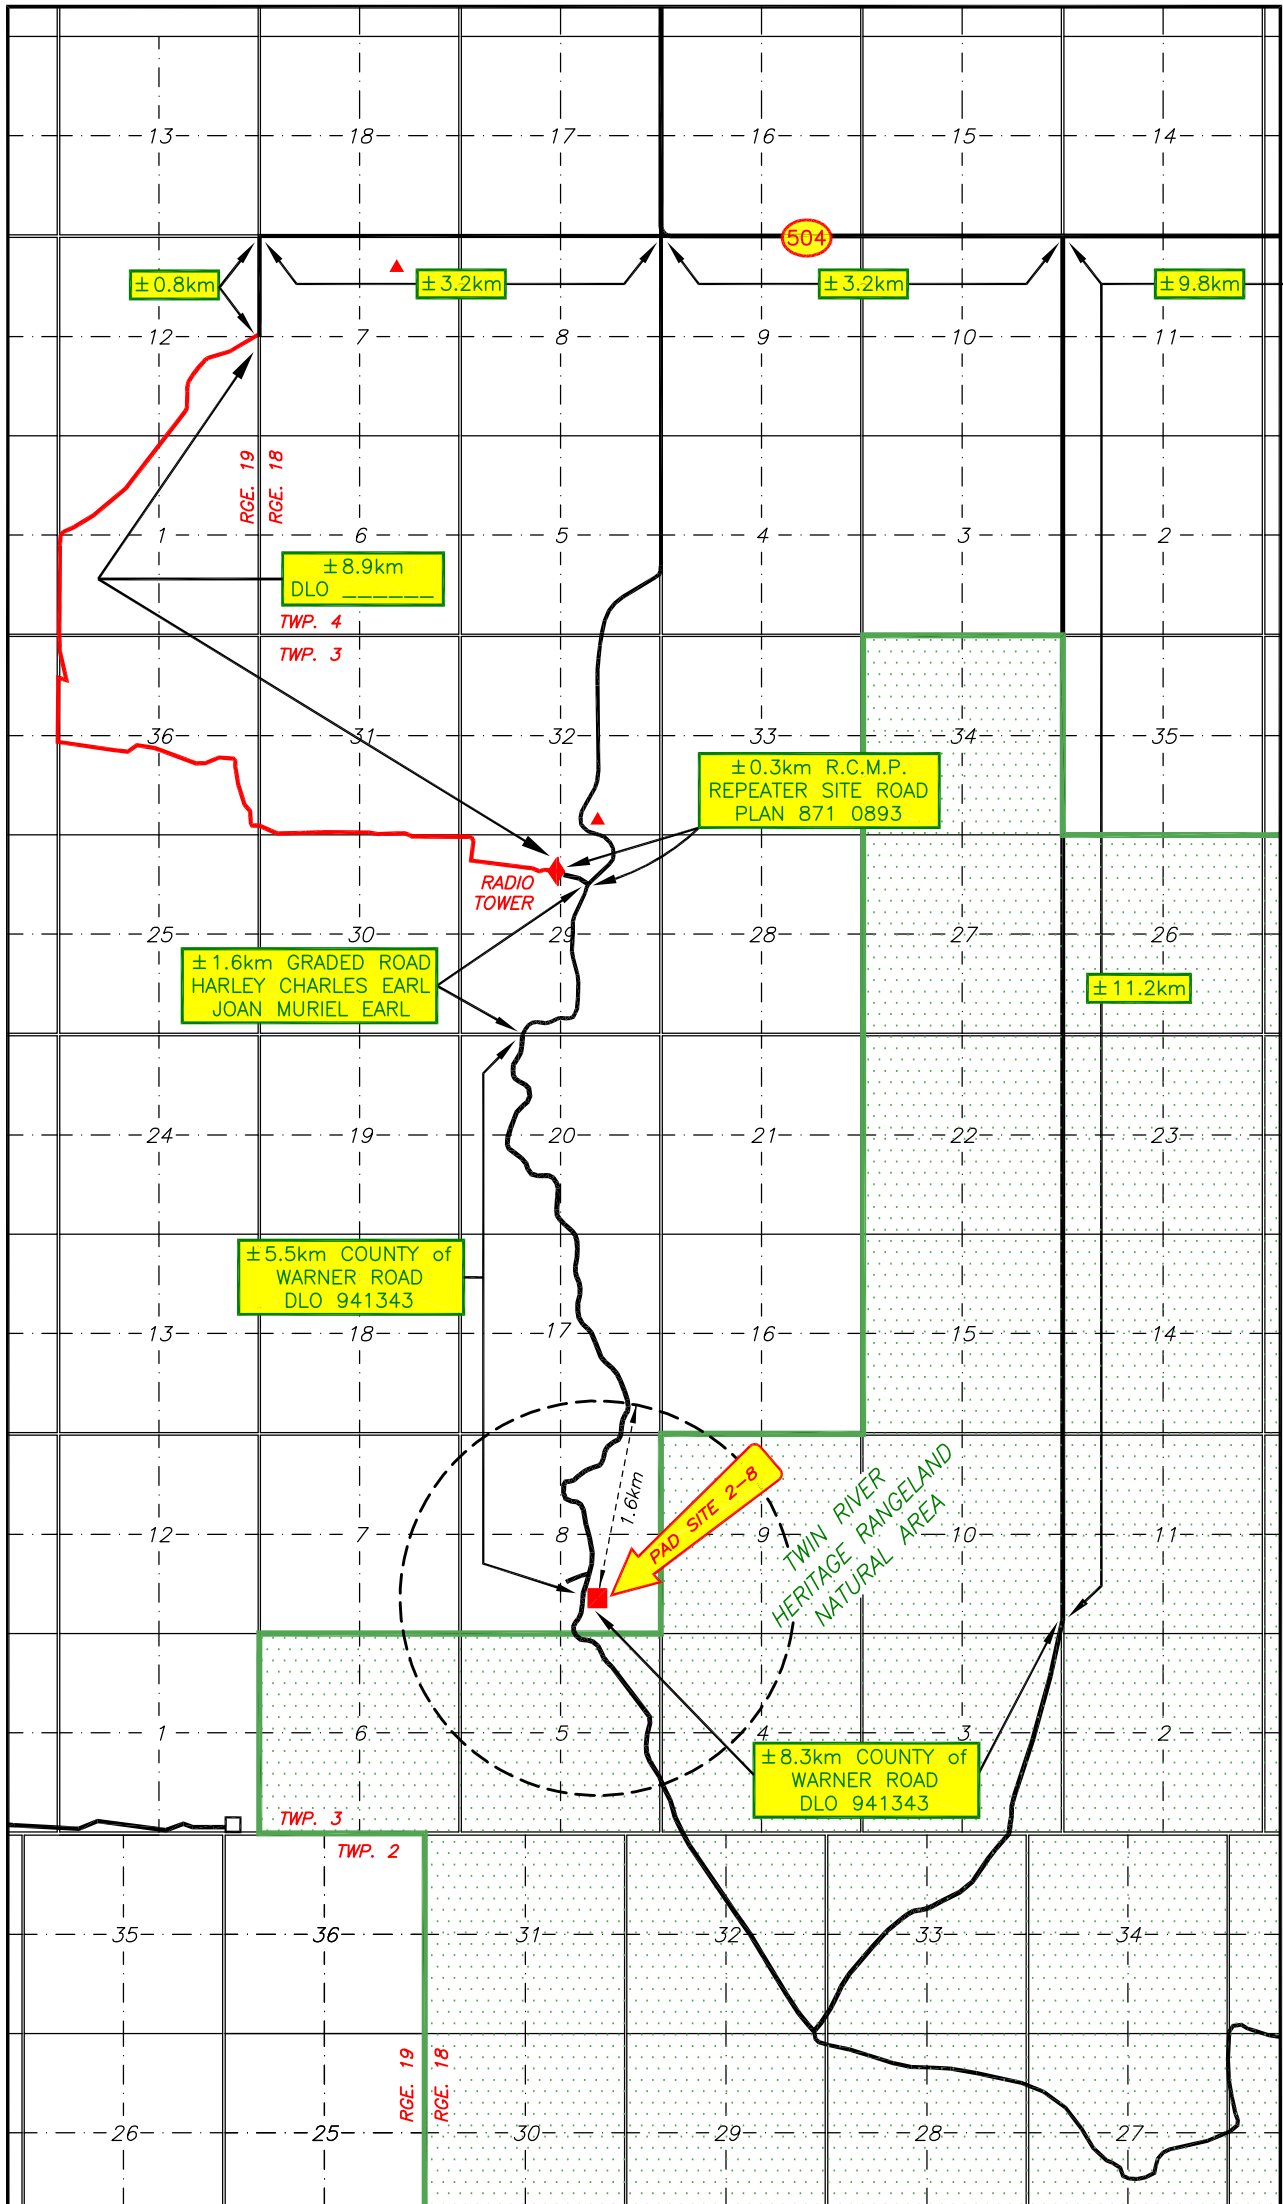 13 18 17 16 15 14
504
±0.8km ±3.2km ±3.2km ±9.8km
12 7 8 9 10 11
RGE. 19
RGE. 18
1 6 5 4 3 2
±8.9km
DLO ______
TWP. 4
TWP. 3
36 31 32 33 34 35
±0.3km R.C.M.P.
REPEATER SITE ROAD
PLAN 871 0893
RADIO
TOWER
25 30 29 28 27 26
±1.6km GRADED ROAD
HARLEY CHARLES EARL
JOAN MURIEL EARL
±11.2km
24 19 20 21 22 23
±5.5km COUNTY of
WARNER ROAD
DLO 941343
13 18 17 16 15 14
1.6km
PAD SITE 2-8
12 7 8 9 10 11
TWIN RIVER
HERITAGE RANGELAND
NATURAL AREA
1 6 5 4 3 2
±8.3km COUNTY of
WARNER ROAD
DLO 941343
TWP. 3
TWP. 2
35 36 31 32 33 34
RGE. 19
RGE. 18
26 25 30 29 28 27